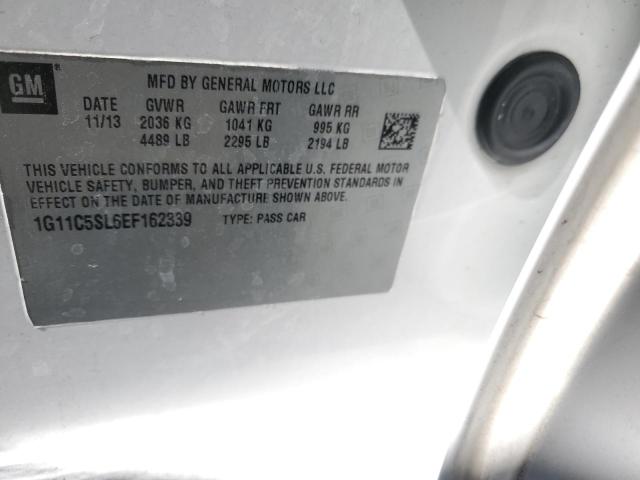 GM ®
MFD BY GENERAL MOTORS LLC
DATE GVWR GAWR FRT GAWR RR
11/13 2036 KG 1041 KG 995 KG
4489 LB 2295 LB 2194 LB
THIS VEHICLE CONFORMS TO ALL APPLICABLE U.S. FEDERAL MOTOR
VEHICLE SAFETY, BUMPER, AND THEFT PREVENTION STANDARDS IN
EFFECT ON THE DATE OF MANUFACTURE SHOWN ABOVE.
1G11C5SL6EF162339 TYPE: PASS CAR